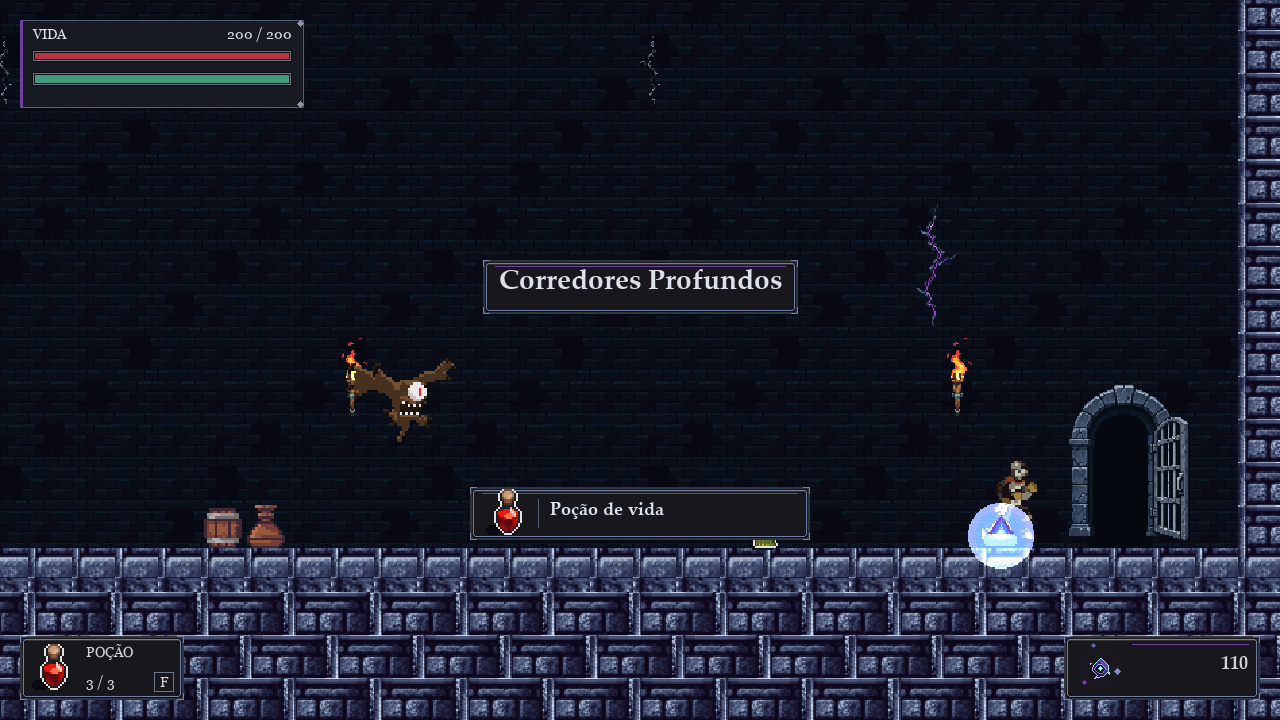 VIDA 200 / 200
Corredores Profundos
Poção de vida
POÇÃO
3 / 3 F
110